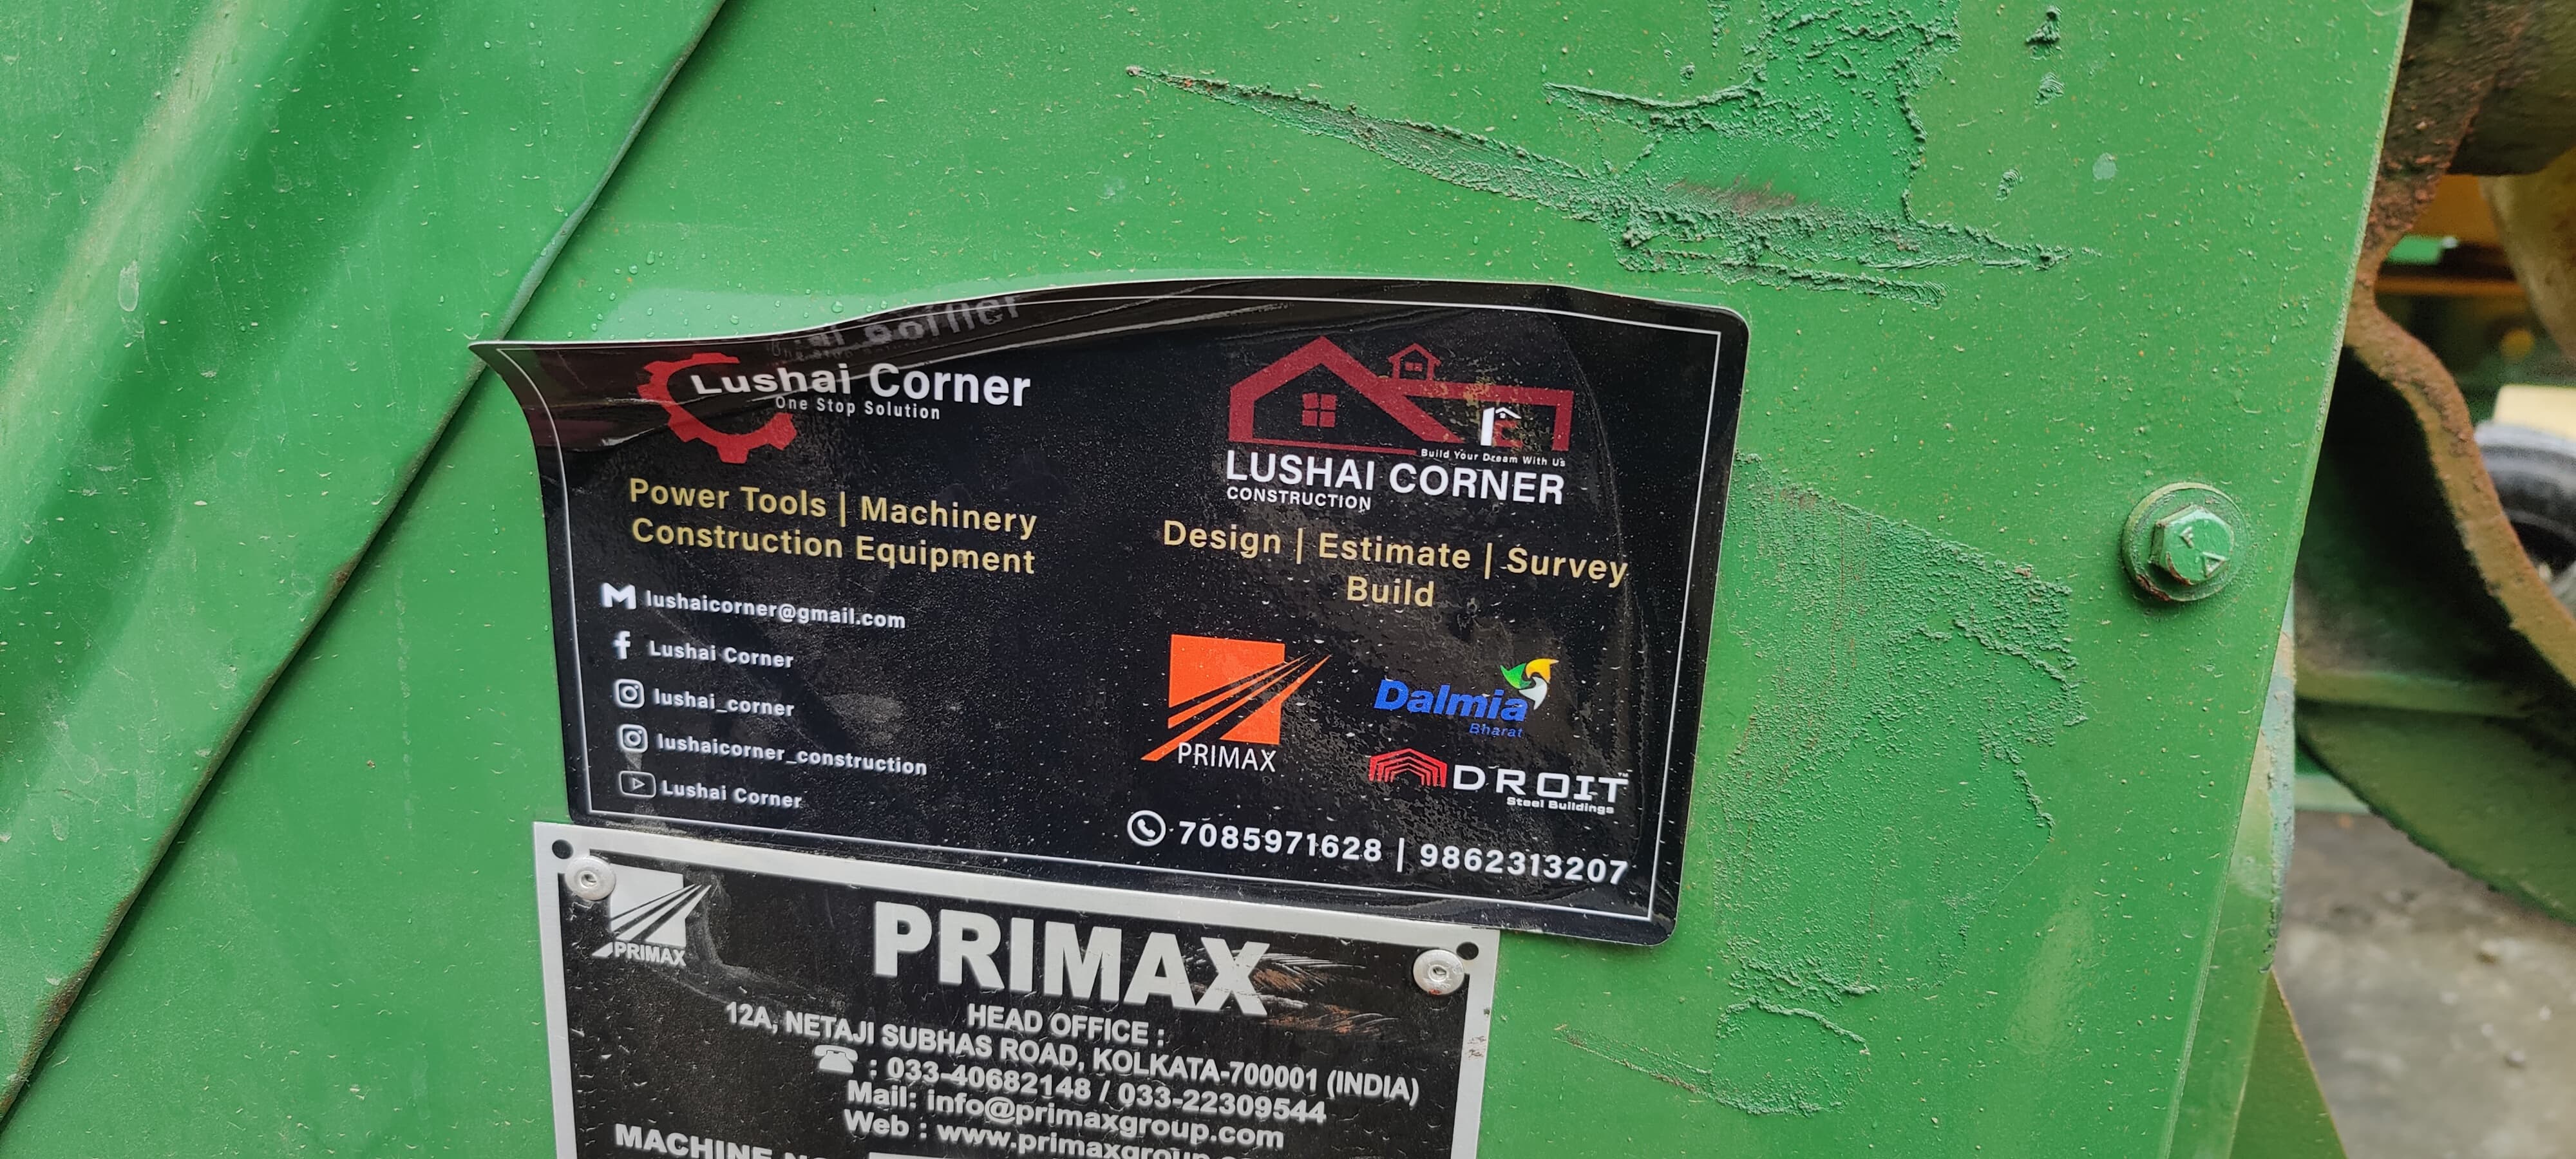 Lushai Corner
One Stop Solution
Power Tools | Machinery
Construction Equipment
lushaicorner@gmail.com
Lushai Corner
lushai_corner
lushaicorner_construction
Lushai Corner
Build Your Dream With Us
LUSHAI CORNER
CONSTRUCTION
Design | Estimate | Survey
Build
PRIMAX
Dalmia
Bharat
DROIT™
Steel Buildings
7085971628 | 9862313207
PRIMAX
PRIMAX
HEAD OFFICE :
12A, NETAJI SUBHAS ROAD, KOLKATA-700001 (INDIA)
: 033-40682148 / 033-22309544
Mail: info@primaxgroup.com
Web : www.primaxgroup.co
MACHINE NO